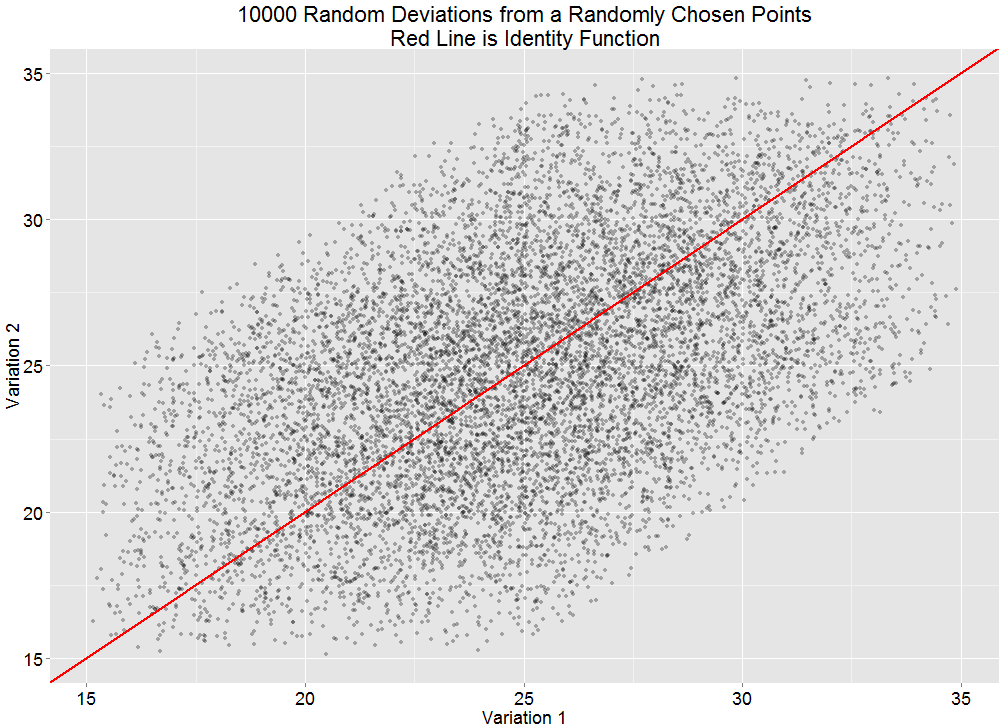 10000 Random Deviations from a Randomly Chosen Points
Red Line is Identity Function
35
30
25
20
15
Variation 2
15 20 25 30 35
Variation 1